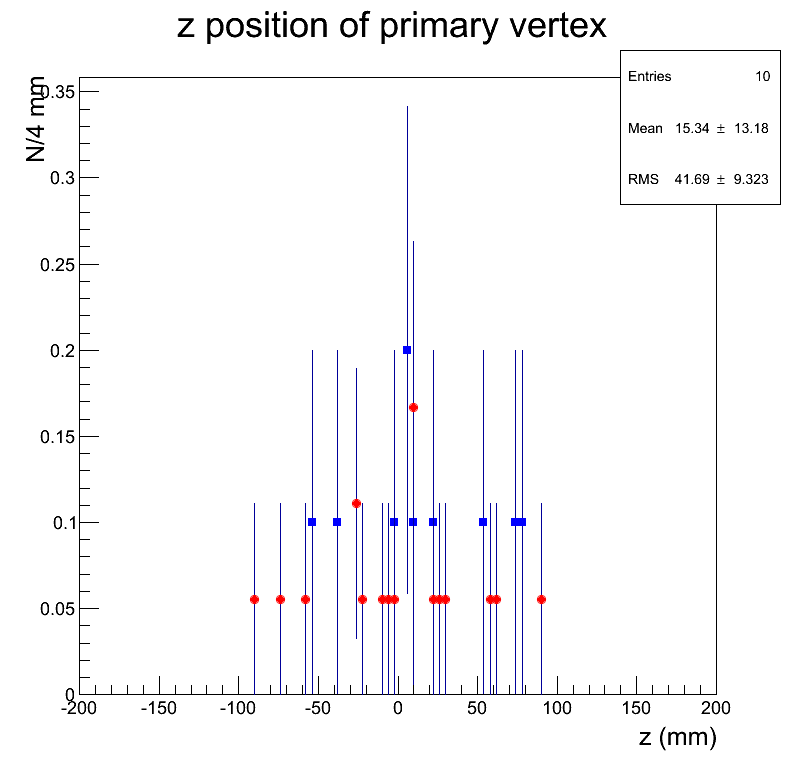 z position of primary vertex
Entries 10
Mean 15.34 ± 13.18
RMS 41.69 ± 9.323
N/4 mm
0.35
0.3
0.25
0.2
0.15
0.1
0.05
0
-200 -150 -100 -50 0 50 100 150 200
z (mm)